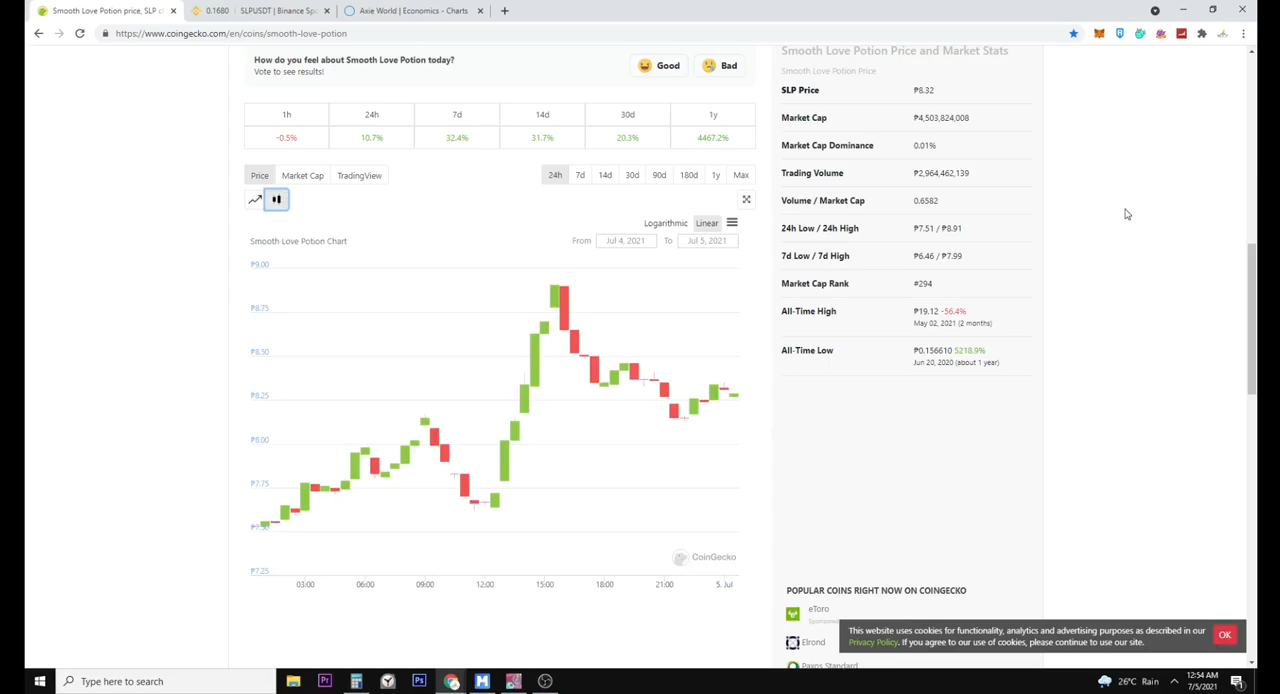 Smooth Love Potion price, SLP c
0.1680 SLPUSDT | Binance Spo
Axie World | Economics - Charts
https://www.coingecko.com/en/coins/smooth-love-potion
How do you feel about Smooth Love Potion today?
Vote to see results!
Good
Bad
1h 24h 7d 14d 30d 1y
-0.5% 10.7% 32.4% 31.7% 20.3% 4467.2%
Price Market Cap TradingView
24h 7d 14d 30d 90d 180d 1y Max
Logarithmic Linear
Smooth Love Potion Chart
From Jul 4, 2021 To Jul 5, 2021
₱9.00
₱8.75
₱8.50
₱8.25
₱8.00
₱7.75
₱7.50
₱7.25
CoinGecko
03:00 06:00 09:00 12:00 15:00 18:00 21:00 5. Jul
Smooth Love Potion Price and Market Stats
Smooth Love Potion Price
SLP Price ₱8.32
Market Cap ₱4,503,824,008
Market Cap Dominance 0.01%
Trading Volume ₱2,964,462,139
Volume / Market Cap 0.6582
24h Low / 24h High ₱7.51 / ₱8.91
7d Low / 7d High ₱6.46 / ₱7.99
Market Cap Rank #294
All-Time High ₱19.12 -56.4%
May 02, 2021 (2 months)
All-Time Low ₱0.156610 5218.9%
Jun 20, 2020 (about 1 year)
POPULAR COINS RIGHT NOW ON COINGECKO
eToro
Sponsored
Elrond
Paxos Standard
This website uses cookies for functionality, analytics and advertising purposes as described in our
Privacy Policy. If you agree to our use of cookies, please continue to use our site.
OK
Type here to search
26°C Rain
12:54 AM
7/5/2021